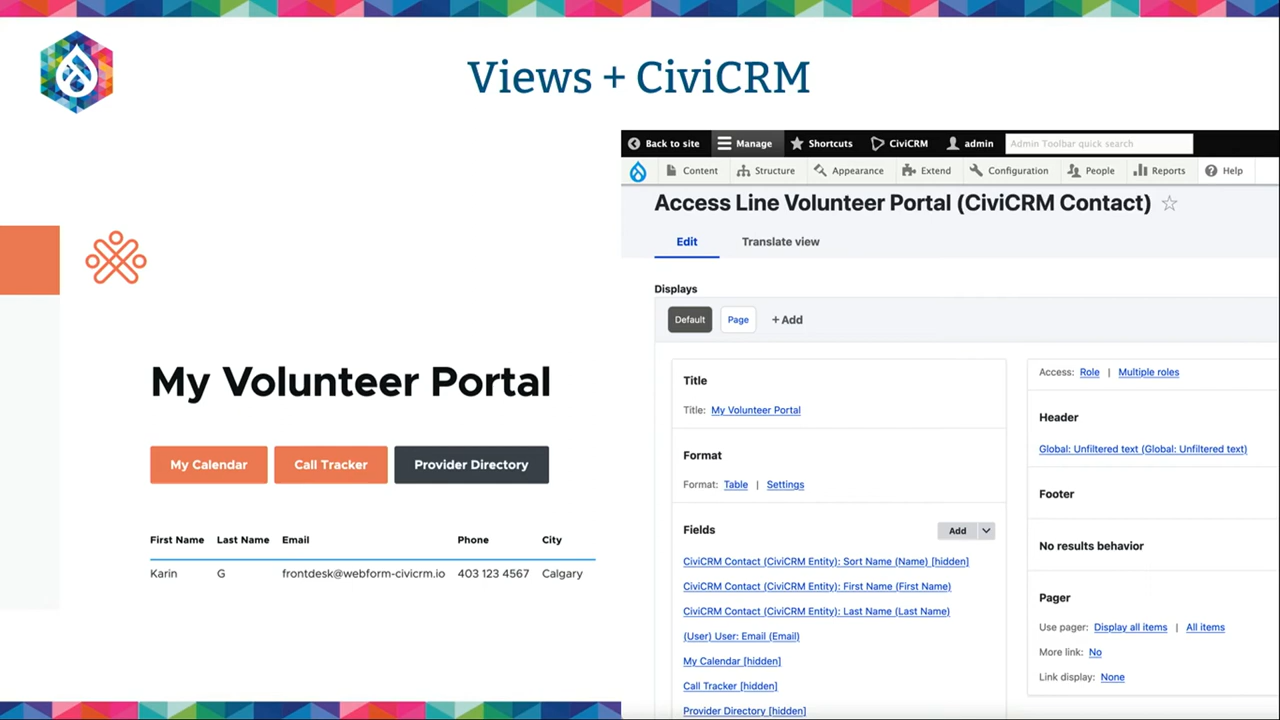 Views + CiviCRM
My Volunteer Portal
My Calendar Call Tracker Provider Directory
First Name Last Name Email Phone City
Karin G frontdesk@webform-civicrm.io 403 123 4567 Calgary
Back to site Manage Shortcuts CiviCRM admin Admin Toolbar quick search
Content Structure Appearance Extend Configuration People Reports Help
Access Line Volunteer Portal (CiviCRM Contact)
Edit Translate view
Displays
Default Page + Add
Title
Title: My Volunteer Portal
Format
Format: Table | Settings
Fields Add
CiviCRM Contact (CiviCRM Entity): Sort Name (Name) [hidden]
CiviCRM Contact (CiviCRM Entity): First Name (First Name)
CiviCRM Contact (CiviCRM Entity): Last Name (Last Name)
(User) User: Email (Email)
My Calendar [hidden]
Call Tracker [hidden]
Provider Directory [hidden]
Access: Role | Multiple roles
Header
Global: Unfiltered text (Global: Unfiltered text)
Footer
No results behavior
Pager
Use pager: Display all items | All items
More link: No
Link display: None